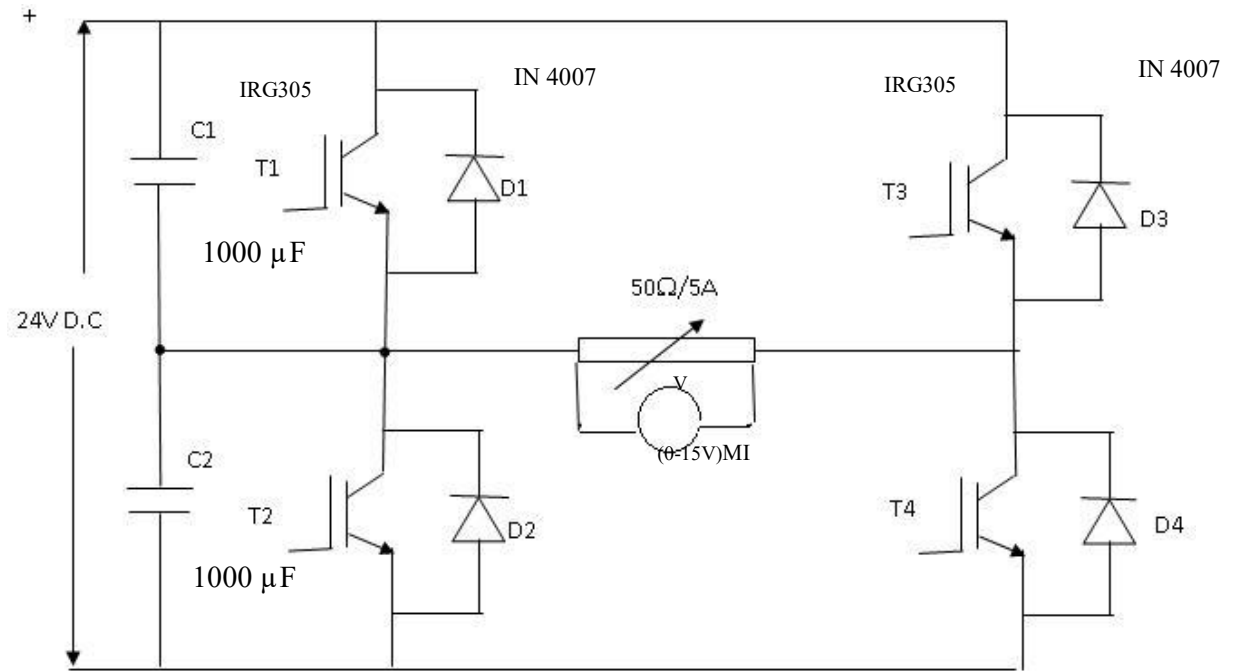 +
IRG305
IN 4007
IRG305
IN 4007
C1
T1
D1
T3
D3
1000 µF
50Ω/5A
24V D.C
V
(0-15V)MI
C2
T2
D2
T4
D4
1000 µF